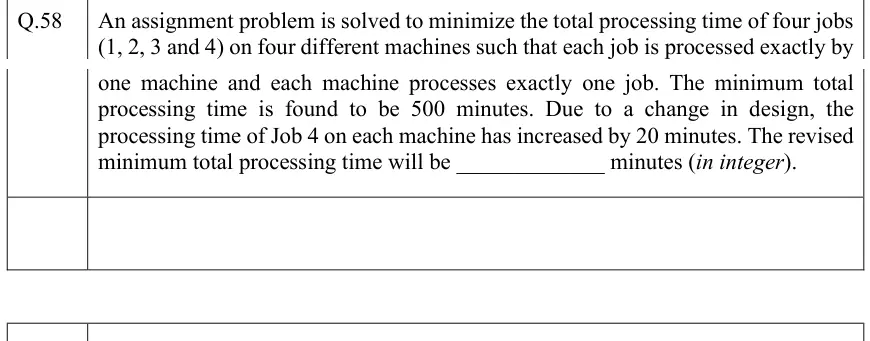 Q.58 An assignment problem is solved to minimize the total processing time of four jobs
(1, 2, 3 and 4) on four different machines such that each job is processed exactly by
one machine and each machine processes exactly one job. The minimum total
processing time is found to be 500 minutes. Due to a change in design, the
processing time of Job 4 on each machine has increased by 20 minutes. The revised
minimum total processing time will be ______________ minutes (in integer).